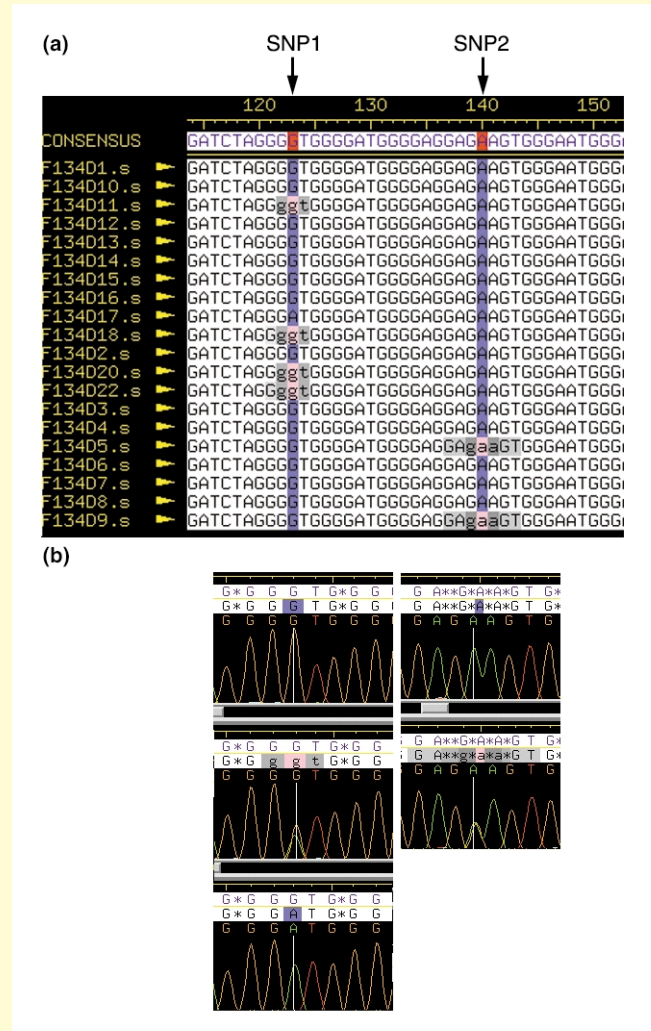 (a)
SNP1 SNP2
120 130 140 150
CONSENSUS GATCTAGGGGTGGGGATGGGGAGGAGAAGTGGGAATGGG
F134D1.s GATCTAGGGGTGGGGATGGGGAGGAGAAGTGGGAATGGG
F134D10.s GATCTAGGGGTGGGGATGGGGAGGAGAAGTGGGAATGGG
F134D11.s GATCTAGGggtGGGGATGGGGAGGAGAAGTGGGAATGGG
F134D12.s GATCTAGGGGTGGGGATGGGGAGGAGAAGTGGGAATGGG
F134D13.s GATCTAGGGGTGGGGATGGGGAGGAGAAGTGGGAATGGG
F134D14.s GATCTAGGGGTGGGGATGGGGAGGAGAAGTGGGAATGGG
F134D15.s GATCTAGGGGTGGGGATGGGGAGGAGAAGTGGGAATGGG
F134D16.s GATCTAGGGGTGGGGATGGGGAGGAGAAGTGGGAATGGG
F134D17.s GATCTAGGGATGGGGATGGGGAGGAGAAGTGGGAATGGG
F134D18.s GATCTAGGggtGGGGATGGGGAGGAGAAGTGGGAATGGG
F134D2.s GATCTAGGGGTGGGGATGGGGAGGAGAAGTGGGAATGGG
F134D20.s GATCTAGGggtGGGGATGGGGAGGAGAAGTGGGAATGGG
F134D22.s GATCTAGGggtGGGGATGGGGAGGAGAAGTGGGAATGGG
F134D3.s GATCTAGGGGTGGGGATGGGGAGGAGAAGTGGGAATGGG
F134D4.s GATCTAGGGGTGGGGATGGGGAGGAGAAGTGGGAATGGG
F134D5.s GATCTAGGGGTGGGGATGGGGAGGAgaaGTGGGAATGGG
F134D6.s GATCTAGGGGTGGGGATGGGGAGGAGAAGTGGGAATGGG
F134D7.s GATCTAGGGGTGGGGATGGGGAGGAGAAGTGGGAATGGG
F134D8.s GATCTAGGGGTGGGGATGGGGAGGAGAAGTGGGAATGGG
F134D9.s GATCTAGGGGTGGGGATGGGGAGGAgaaGTGGGAATGGG
(b)
G*G G G T G*G G
G*G G G T G*G G
G G G G T G G G
G*G G G T G*G G
G*G g g t G*G G
G G G G T G G G
G*G G G T G*G G
G*G G A T G*G G
G G G A T G G G
G A**G*A*A*G T G*
G A**G*A*A*G T G*
G A G A A G T G
G A**G*A*A*G T G*
G A**g*a*a*G T G*
G A G A A G T G